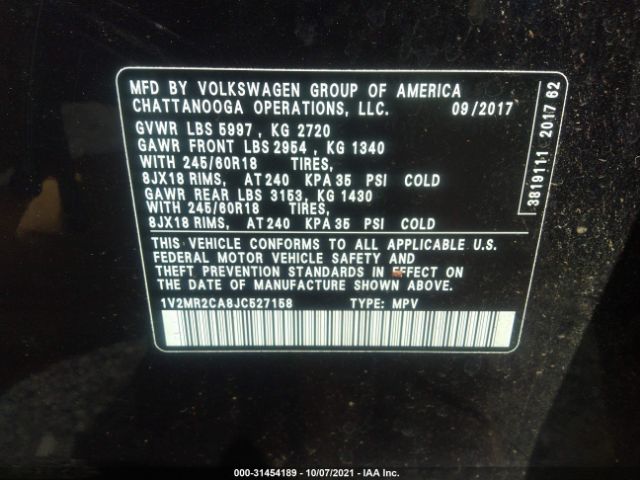 MFD BY VOLKSWAGEN GROUP OF AMERICA
CHATTANOOGA OPERATIONS, LLC. 09/2017
GVWR LBS 5997 , KG 2720
GAWR FRONT LBS 2954 , KG 1340
WITH 245/60R18 TIRES,
8JX18 RIMS, AT 240 KPA 35 PSI COLD
GAWR REAR LBS 3153, KG 1430
WITH 245/60R18 TIRES,
8JX18 RIMS, AT 240 KPA 35 PSI COLD
THIS VEHICLE CONFORMS TO ALL APPLICABLE U.S.
FEDERAL MOTOR VEHICLE SAFETY AND
THEFT PREVENTION STANDARDS IN EFFECT ON
THE DATE OF MANUFACTURE SHOWN ABOVE.
1V2MR2CA8JC527158 TYPE: MPV
3819111 2017 62
000-31454189 - 10/07/2021 - IAA Inc.